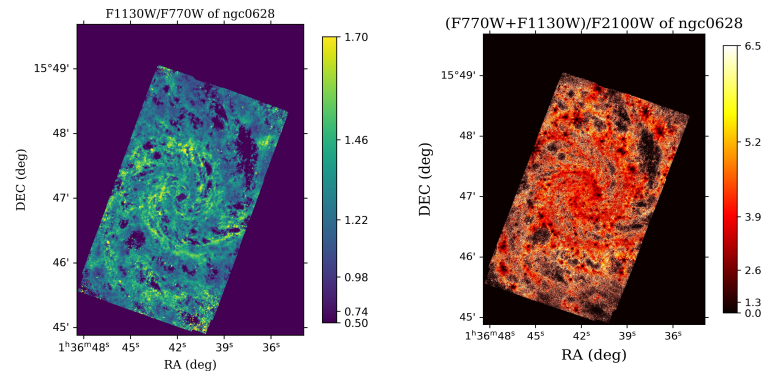 F1130W/F770W of ngc0628
15°49'
48'
47'
46'
45'
DEC (deg)
1ʰ36ᵐ48ˢ 45ˢ 42ˢ 39ˢ 36ˢ
RA (deg)
1.70
1.46
1.22
0.98
0.74
0.50
(F770W+F1130W)/F2100W of ngc0628
15°49'
48'
47'
46'
45'
DEC (deg)
1ʰ36ᵐ48ˢ 45ˢ 42ˢ 39ˢ 36ˢ
RA (deg)
6.5
5.2
3.9
2.6
1.3
0.0